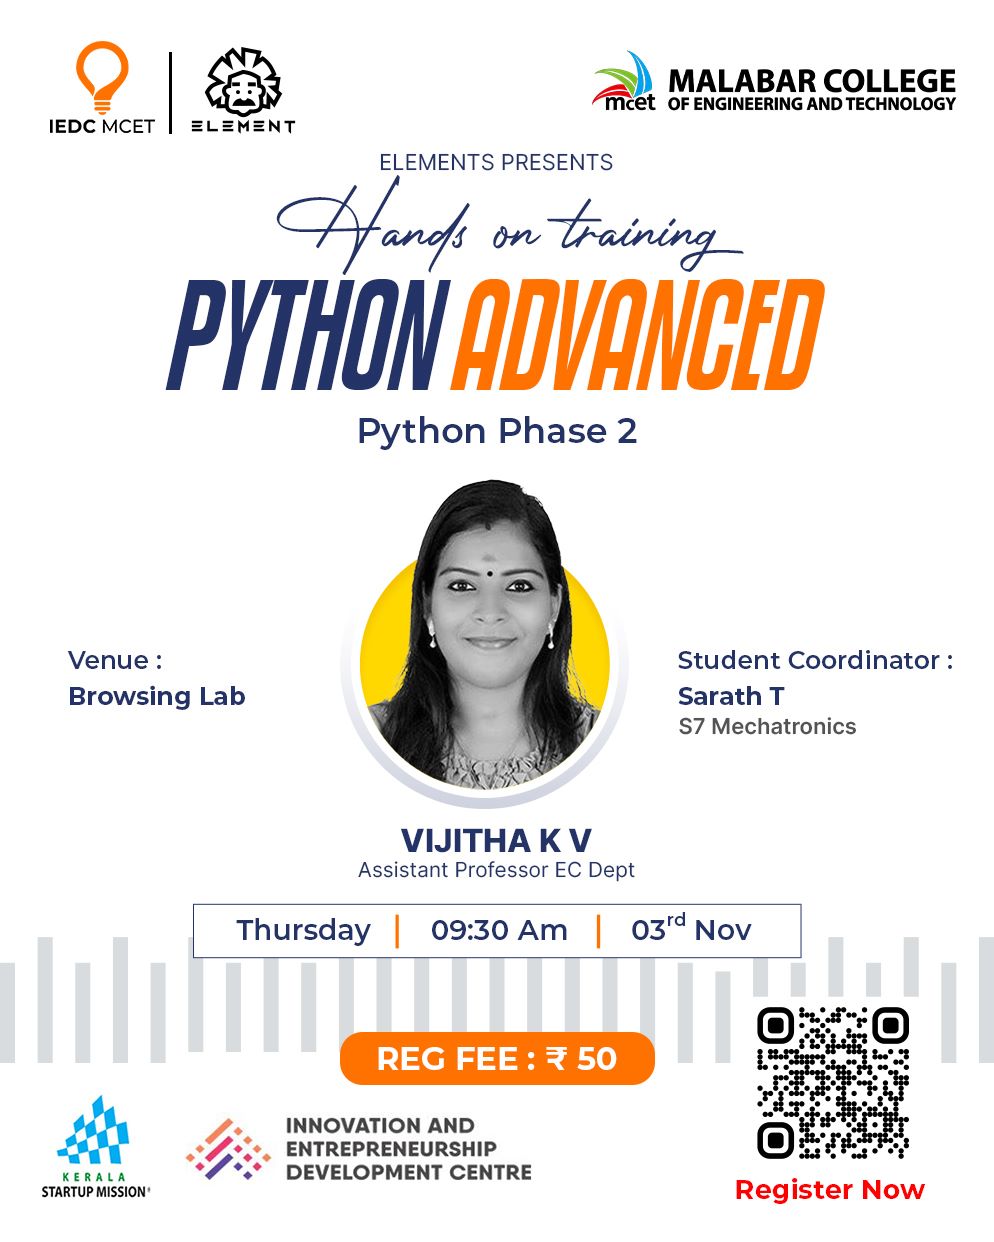 IEDC MCET
ELEMENT
mcet
MALABAR COLLEGE
OF ENGINEERING AND TECHNOLOGY
ELEMENTS PRESENTS
Hands on training
PYTHON ADVANCED
Python Phase 2
Venue :
Browsing Lab
Student Coordinator :
Sarath T
S7 Mechatronics
VIJITHA K V
Assistant Professor EC Dept
Thursday | 09:30 Am | 03rd Nov
REG FEE : ₹ 50
KERALA
STARTUP MISSION®
INNOVATION AND
ENTREPRENEURSHIP
DEVELOPMENT CENTRE
Register Now